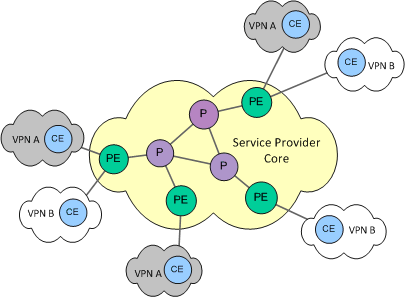 VPN A CE
CE VPN B
P PE
Service Provider
Core
VPN A CE
PE P P
VPN B CE
PE PE
CE VPN B
VPN A CE